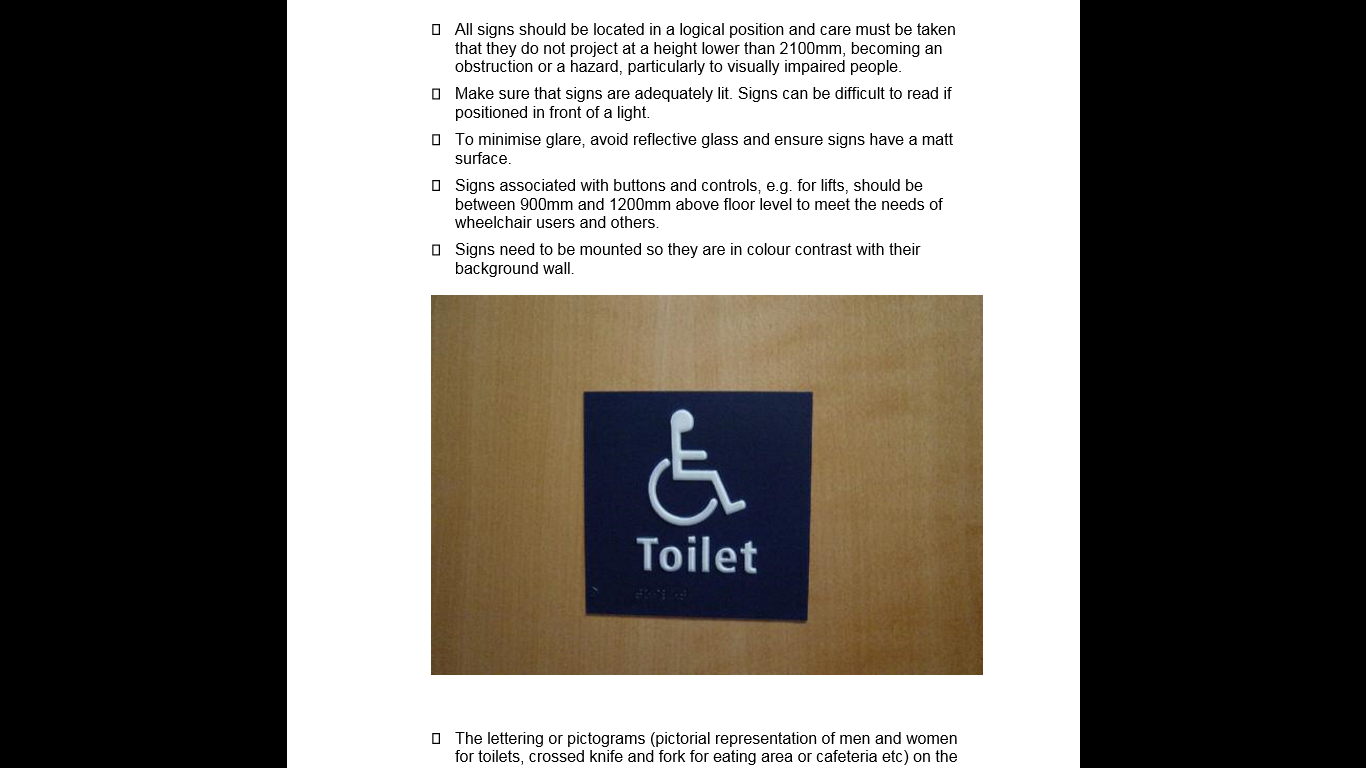 All signs should be located in a logical position and care must be taken
that they do not project at a height lower than 2100mm, becoming an
obstruction or a hazard, particularly to visually impaired people.
Make sure that signs are adequately lit. Signs can be difficult to read if
positioned in front of a light.
To minimise glare, avoid reflective glass and ensure signs have a matt
surface.
Signs associated with buttons and controls, e.g. for lifts, should be
between 900mm and 1200mm above floor level to meet the needs of
wheelchair users and others.
Signs need to be mounted so they are in colour contrast with their
background wall.
Toilet
The lettering or pictograms (pictorial representation of men and women
for toilets, crossed knife and fork for eating area or cafeteria etc) on the